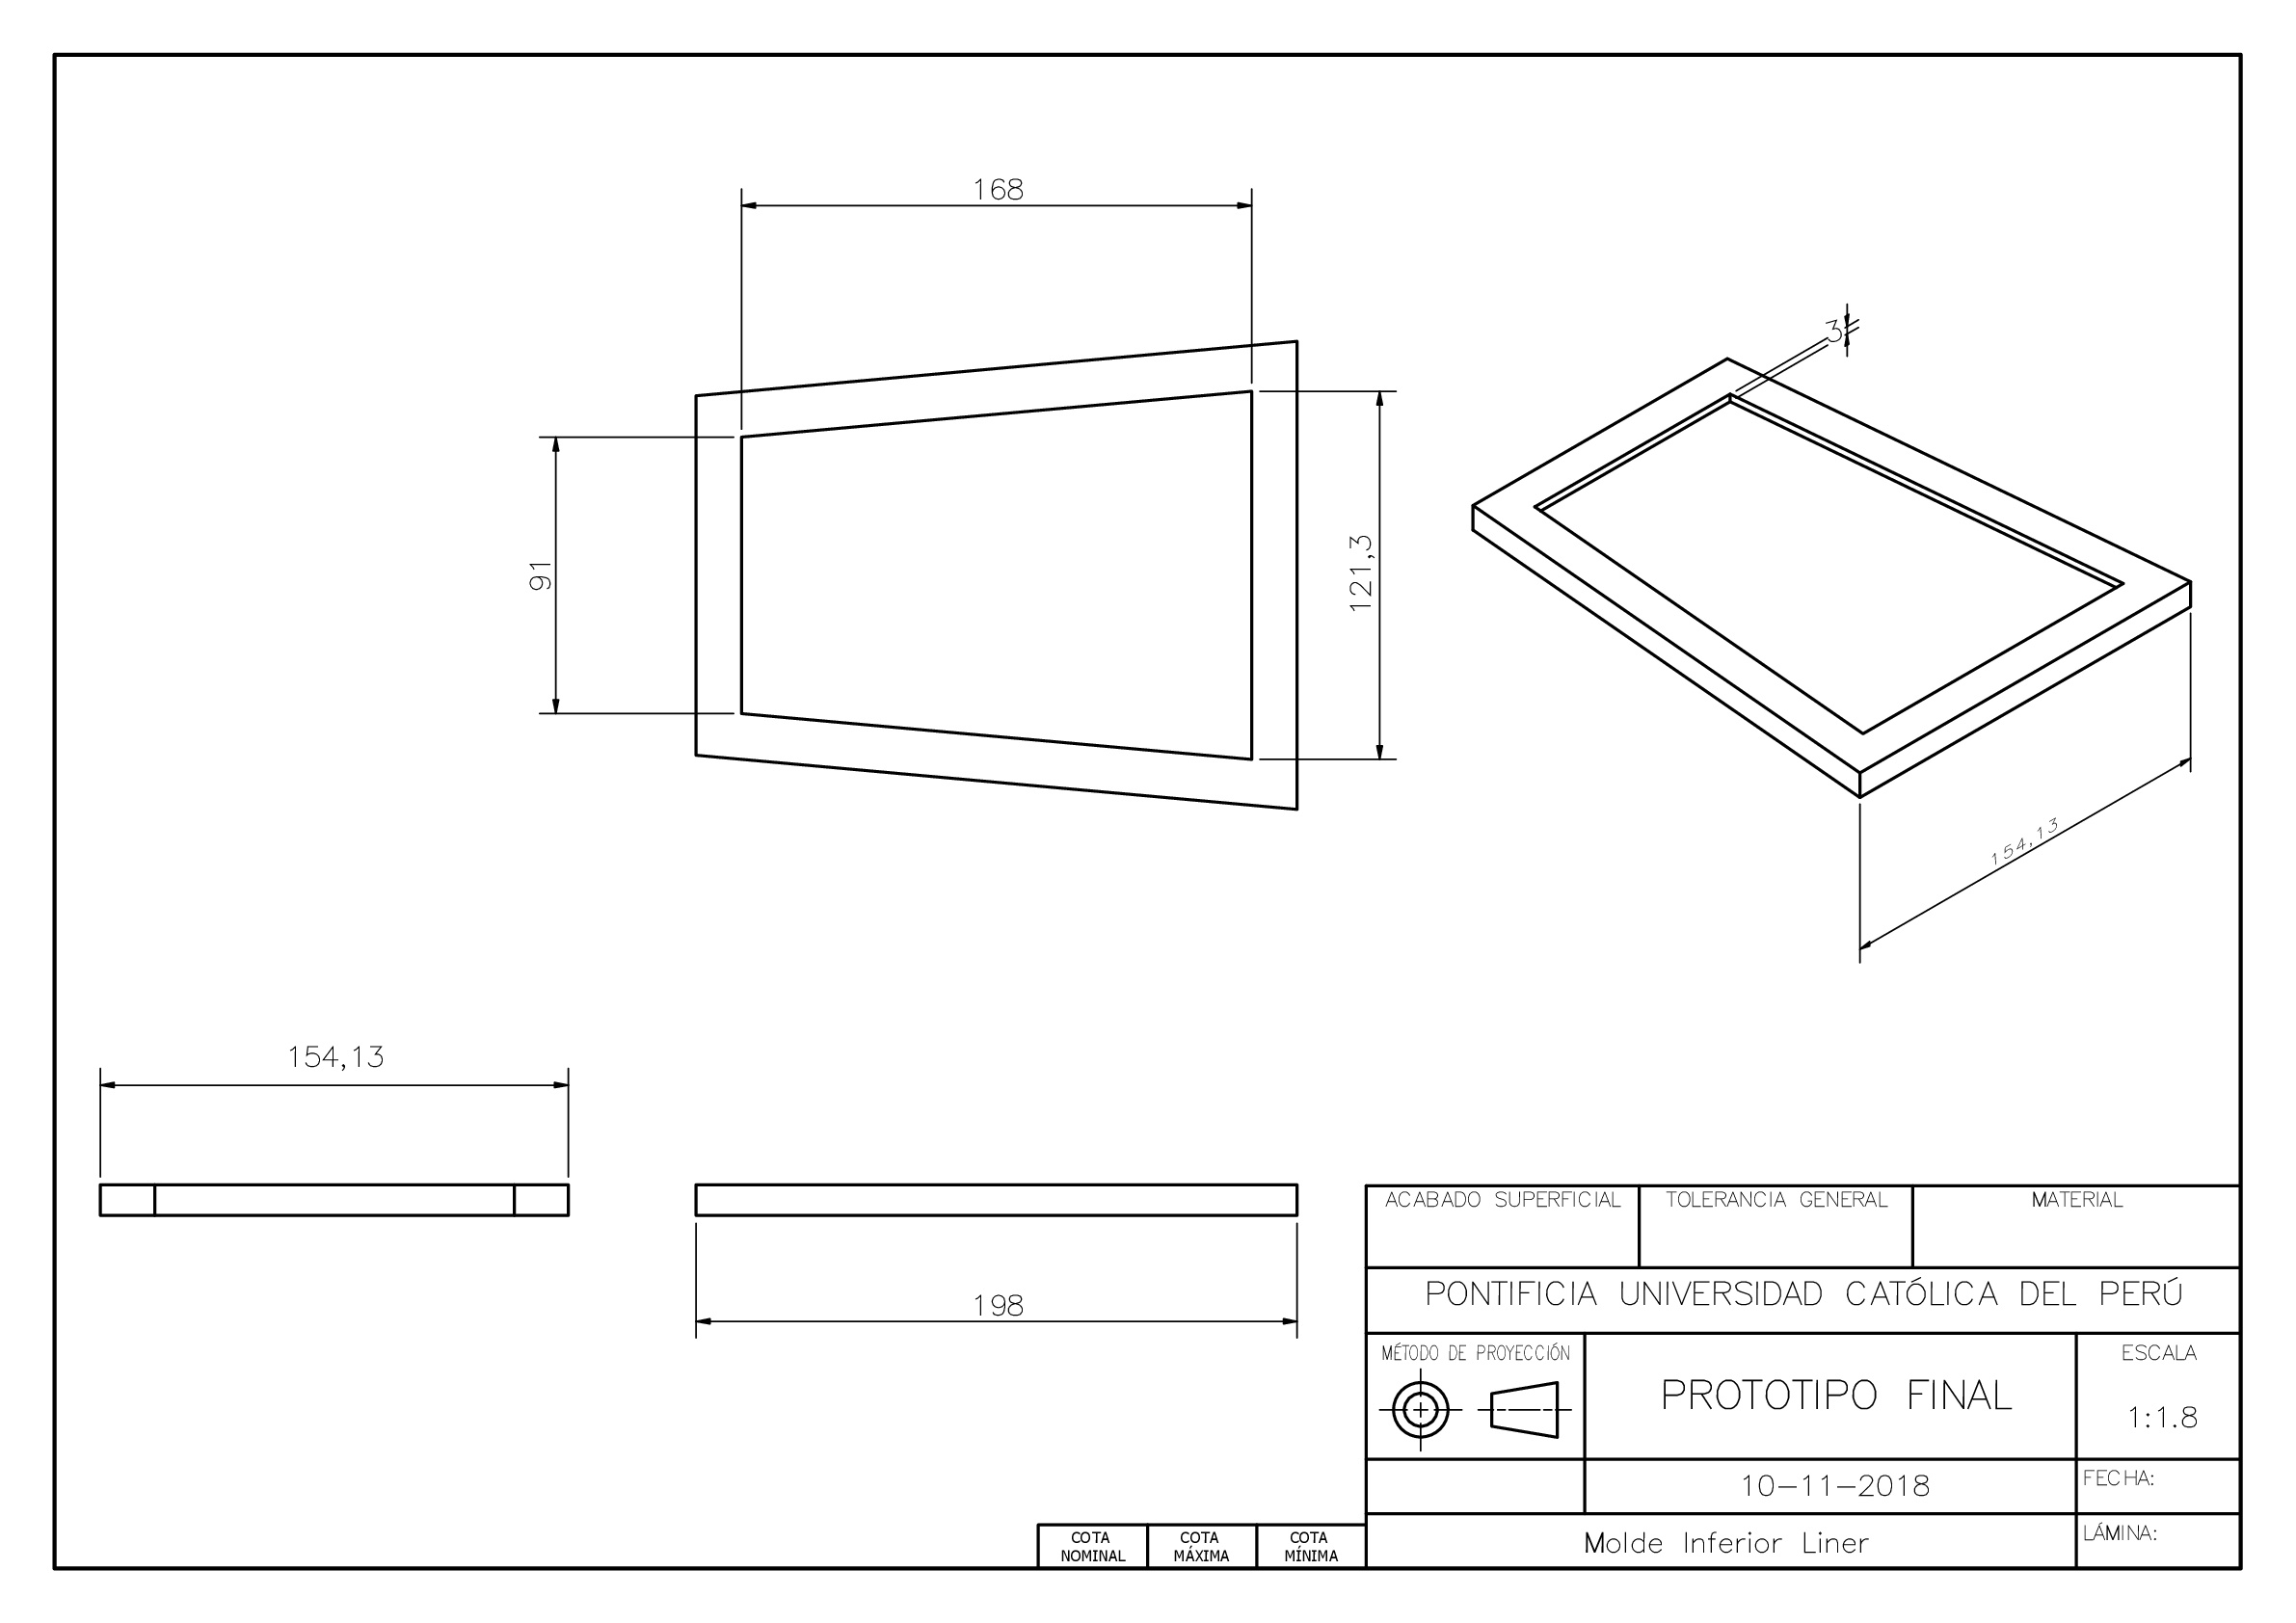 168
3
91
121,3
154,13
154,13
198
ACABADO SUPERFICIAL
TOLERANCIA GENERAL
MATERIAL
PONTIFICIA UNIVERSIDAD CATÓLICA DEL PERÚ
MÉTODO DE PROYECCIÓN
PROTOTIPO FINAL
ESCALA
1:1.8
10-11-2018
FECHA:
COTA NOMINAL
COTA MÁXIMA
COTA MÍNIMA
Molde Inferior Liner
LÁMINA: